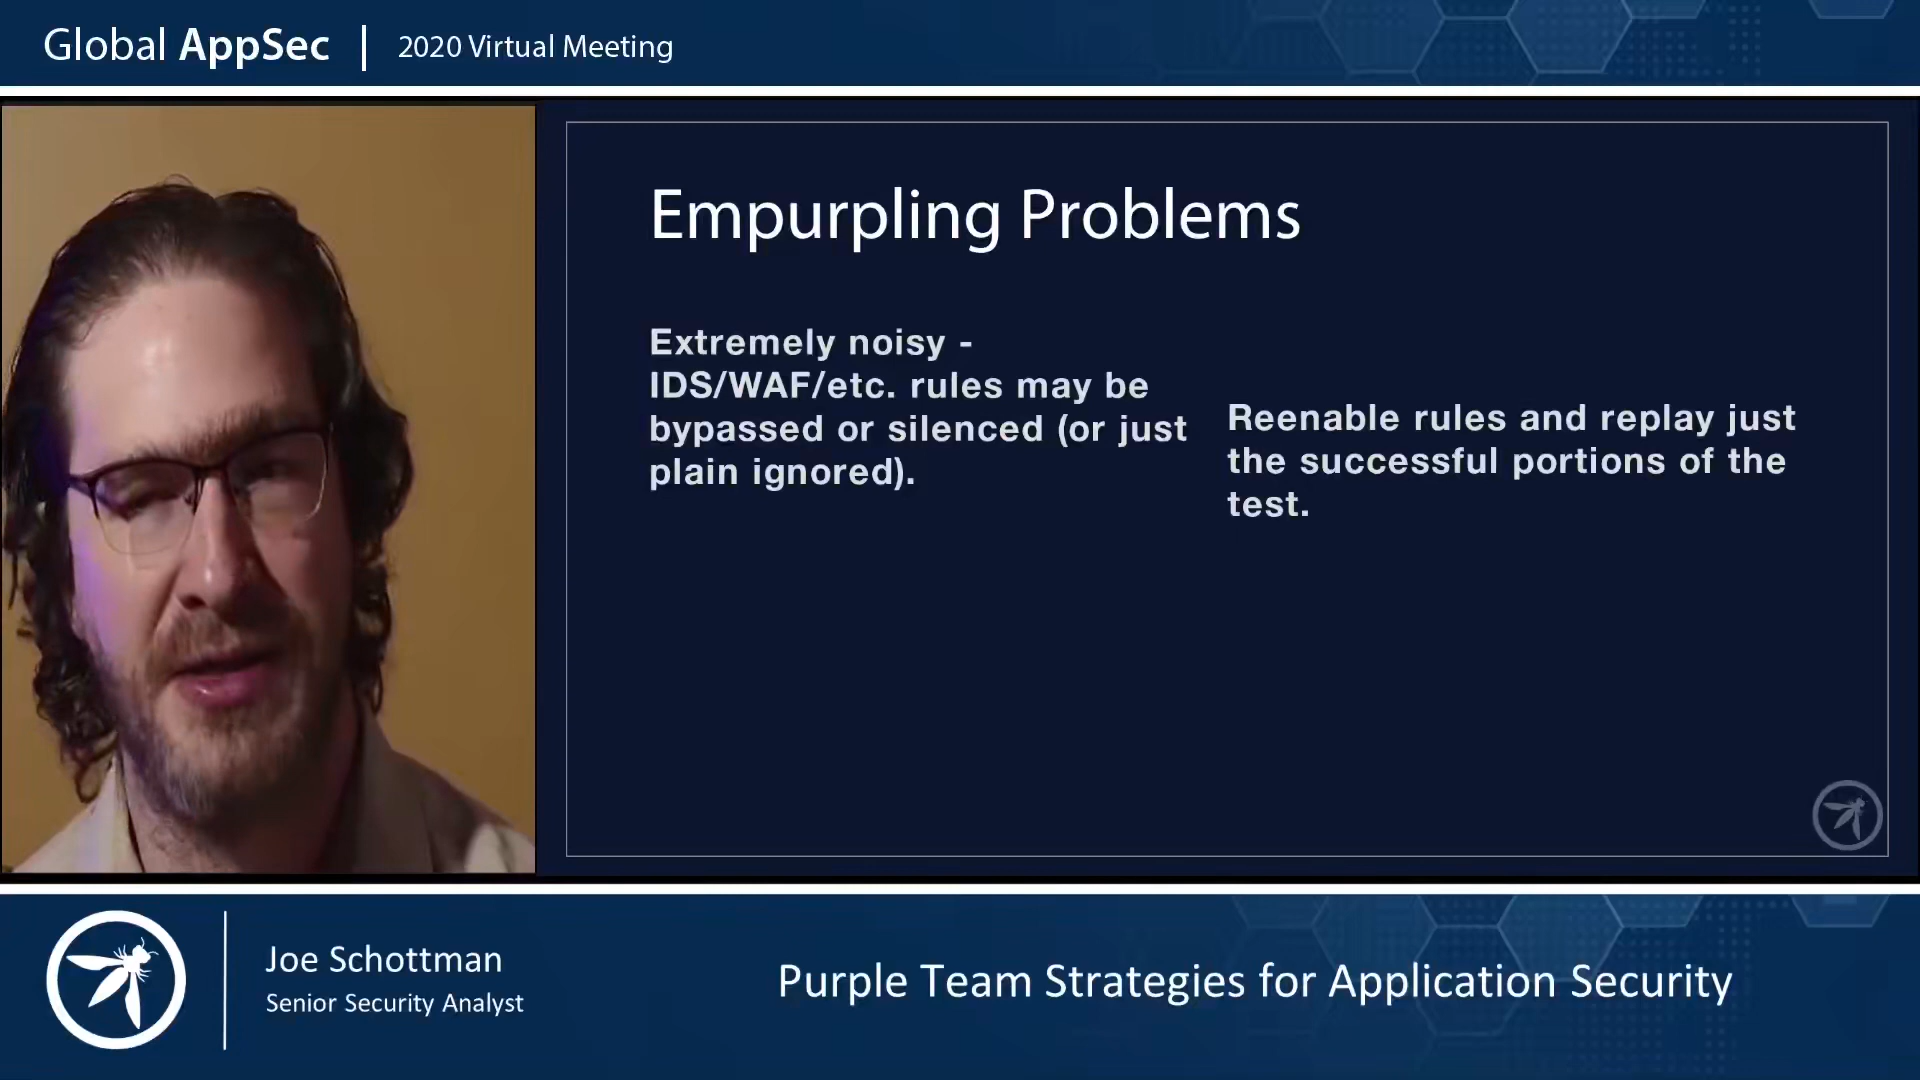 Global AppSec | 2020 Virtual Meeting
Empurpling Problems
Extremely noisy -
IDS/WAF/etc. rules may be
bypassed or silenced (or just
plain ignored).
Reenable rules and replay just
the successful portions of the
test.
Joe Schottman
Senior Security Analyst
Purple Team Strategies for Application Security